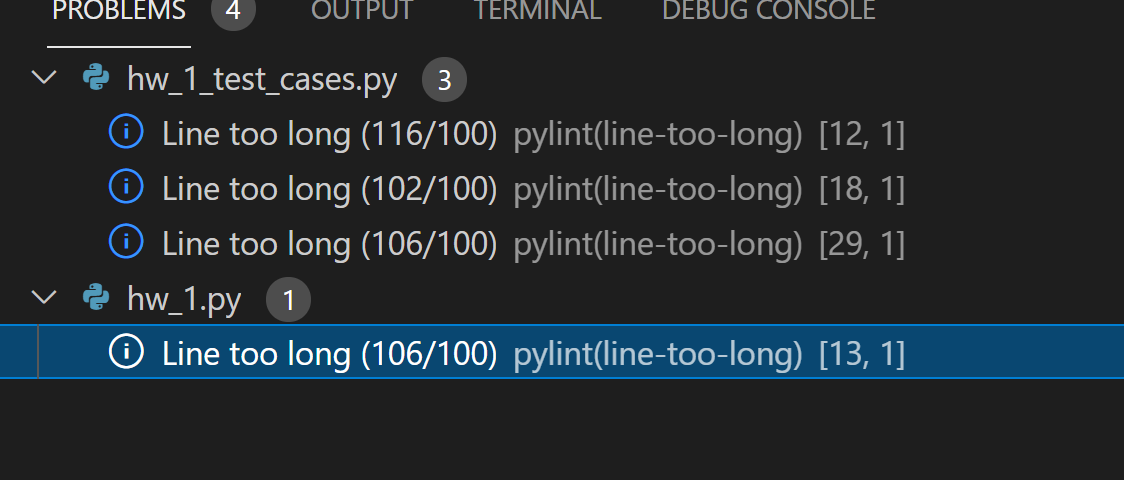 PROBLEMS 4 OUTPUT TERMINAL DEBUG CONSOLE
hw_1_test_cases.py 3
Line too long (116/100) pylint(line-too-long) [12, 1]
Line too long (102/100) pylint(line-too-long) [18, 1]
Line too long (106/100) pylint(line-too-long) [29, 1]
hw_1.py 1
Line too long (106/100) pylint(line-too-long) [13, 1]